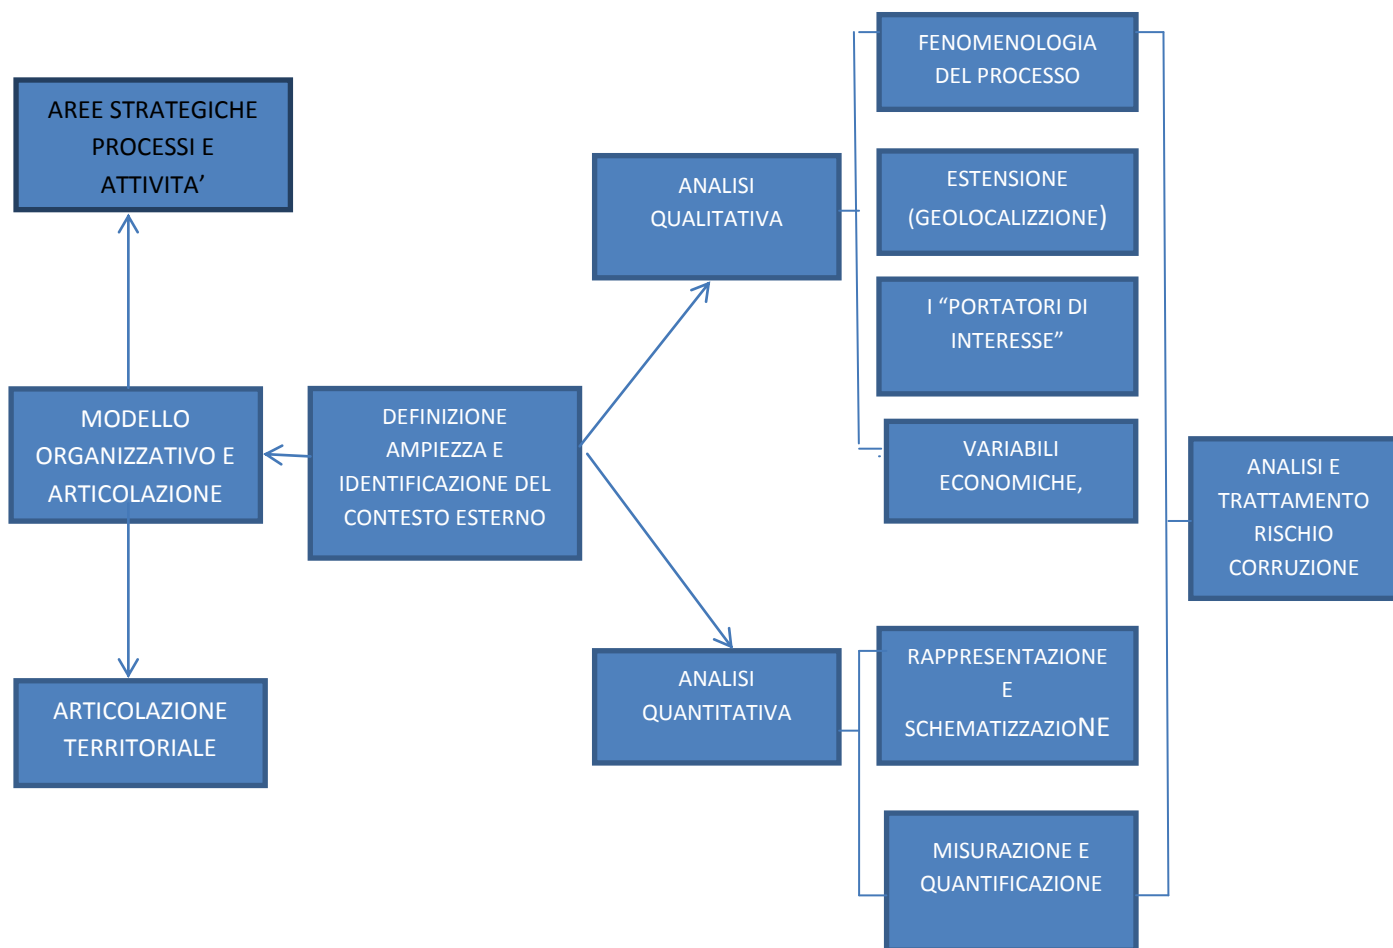 AREE STRATEGICHE
PROCESSI E
ATTIVITA’
MODELLO
ORGANIZZATIVO E
ARTICOLAZIONE
ARTICOLAZIONE
TERRITORIALE
DEFINIZIONE
AMPIEZZA E
IDENTIFICAZIONE DEL
CONTESTO ESTERNO
ANALISI
QUALITATIVA
ANALISI
QUANTITATIVA
FENOMENOLOGIA
DEL PROCESSO
ESTENSIONE
(GEOLOCALIZZIONE)
I “PORTATORI DI
INTERESSE”
VARIABILI
ECONOMICHE,
RAPPRESENTAZIONE
E
SCHEMATIZZAZIONE
MISURAZIONE E
QUANTIFICAZIONE
ANALISI E
TRATTAMENTO
RISCHIO
CORRUZIONE